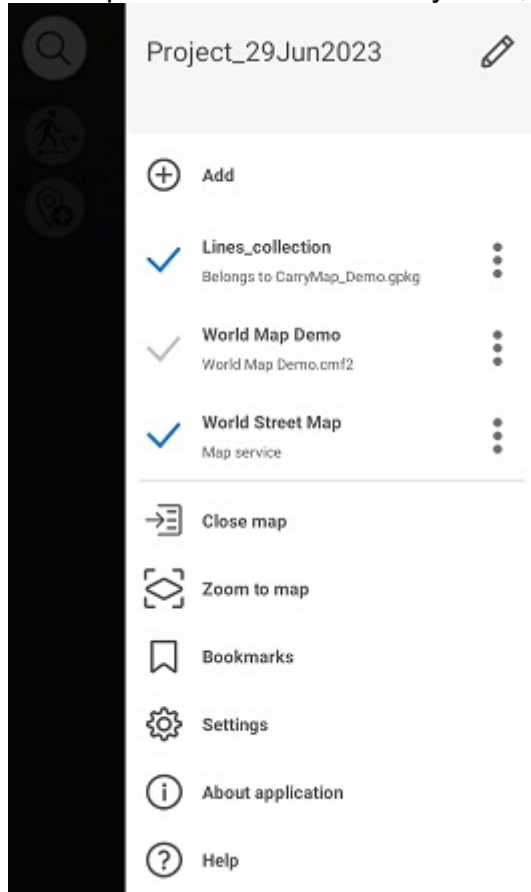 Project_29Jun2023
Add
Lines_collection
Belongs to CarryMap_Demo.gpkg
World Map Demo
World Map Demo.cmf2
World Street Map
Map service
Close map
Zoom to map
Bookmarks
Settings
About application
Help